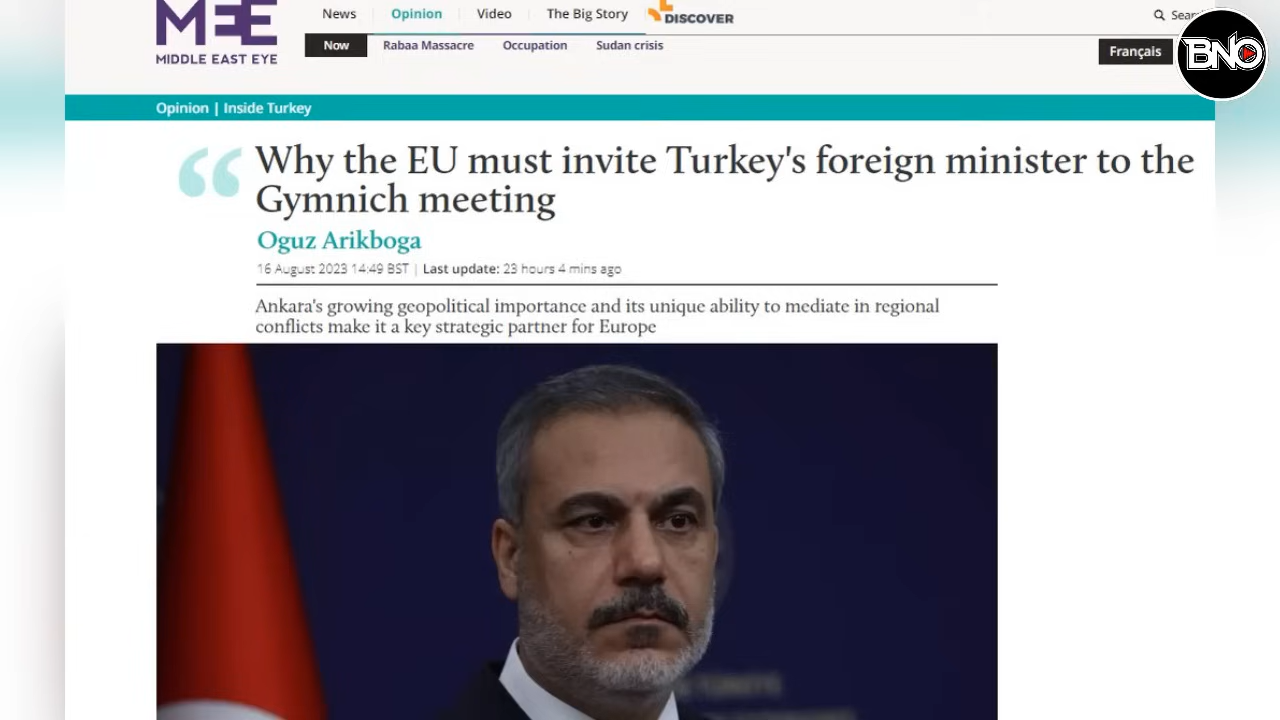 MEE
MIDDLE EAST EYE
News
Opinion
Video
The Big Story
DISCOVER
Now
Rabaa Massacre
Occupation
Sudan crisis
Français
BNO
Opinion | Inside Turkey
Why the EU must invite Turkey's foreign minister to the
Gymnich meeting
Oguz Arikboga
16 August 2023 14:49 BST | Last update: 23 hours 4 mins ago
Ankara's growing geopolitical importance and its unique ability to mediate in regional
conflicts make it a key strategic partner for Europe